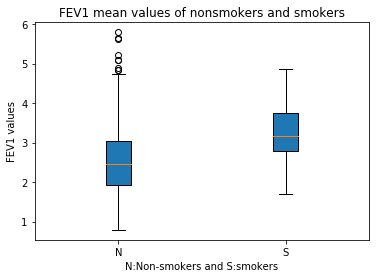 FEV1 mean values of nonsmokers and smokers
6
5
4
3
2
1
FEV1 values
N
S
N:Non-smokers and S:smokers